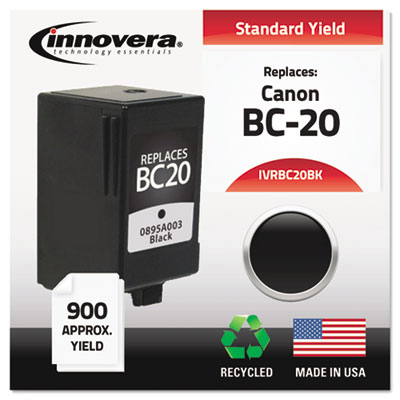 innovera
technology essentials
Standard Yield
Replaces:
Canon
BC-20
IVRBC20BK
REPLACES
BC20
0895A003
Black
900
APPROX.
YIELD
RECYCLED
MADE IN USA